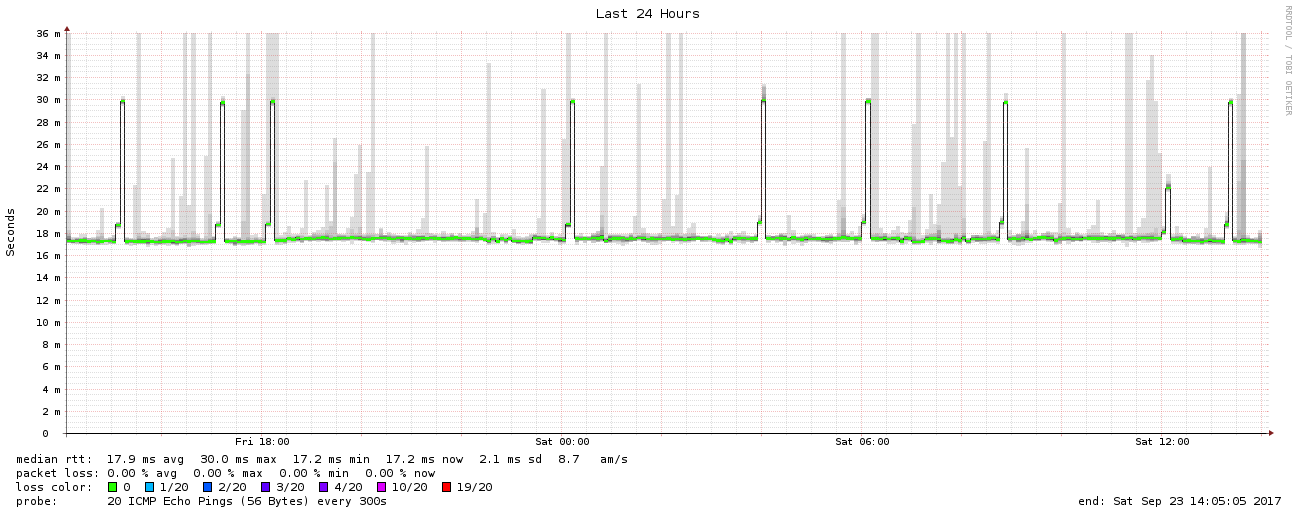 Last 24 Hours
RRDTOOL / TOBI OETIKER
Seconds
36 m
34 m
32 m
30 m
28 m
26 m
24 m
22 m
20 m
18 m
16 m
14 m
12 m
10 m
8 m
6 m
4 m
2 m
0
Fri 18:00 Sat 00:00 Sat 06:00 Sat 12:00
median rtt: 17.9 ms avg 30.0 ms max 17.2 ms min 17.2 ms now 2.1 ms sd 8.7 am/s
packet loss: 0.00 % avg 0.00 % max 0.00 % min 0.00 % now
loss color: 0 1/20 2/20 3/20 4/20 10/20 19/20
probe: 20 ICMP Echo Pings (56 Bytes) every 300s end: Sat Sep 23 14:05:05 2017